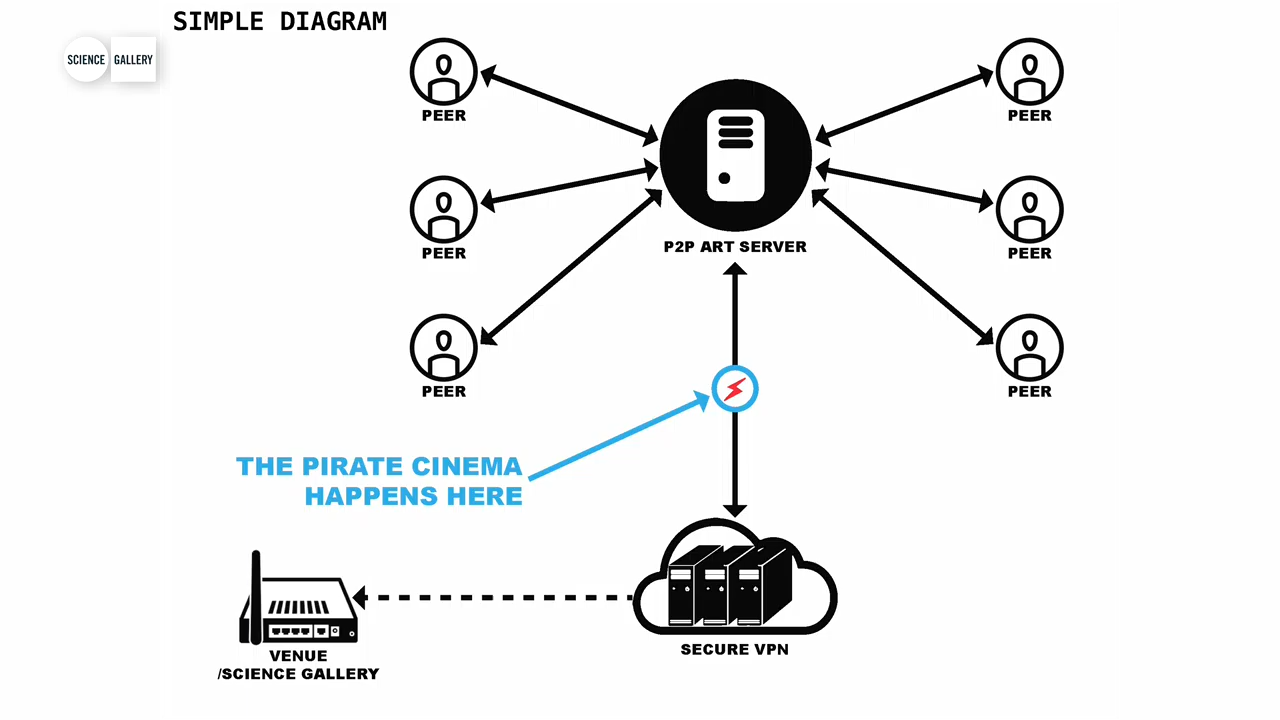 SIMPLE DIAGRAM
SCIENCE GALLERY
PEER
PEER
PEER
PEER
P2P ART SERVER
PEER
PEER
THE PIRATE CINEMA
HAPPENS HERE
VENUE
/SCIENCE GALLERY
SECURE VPN